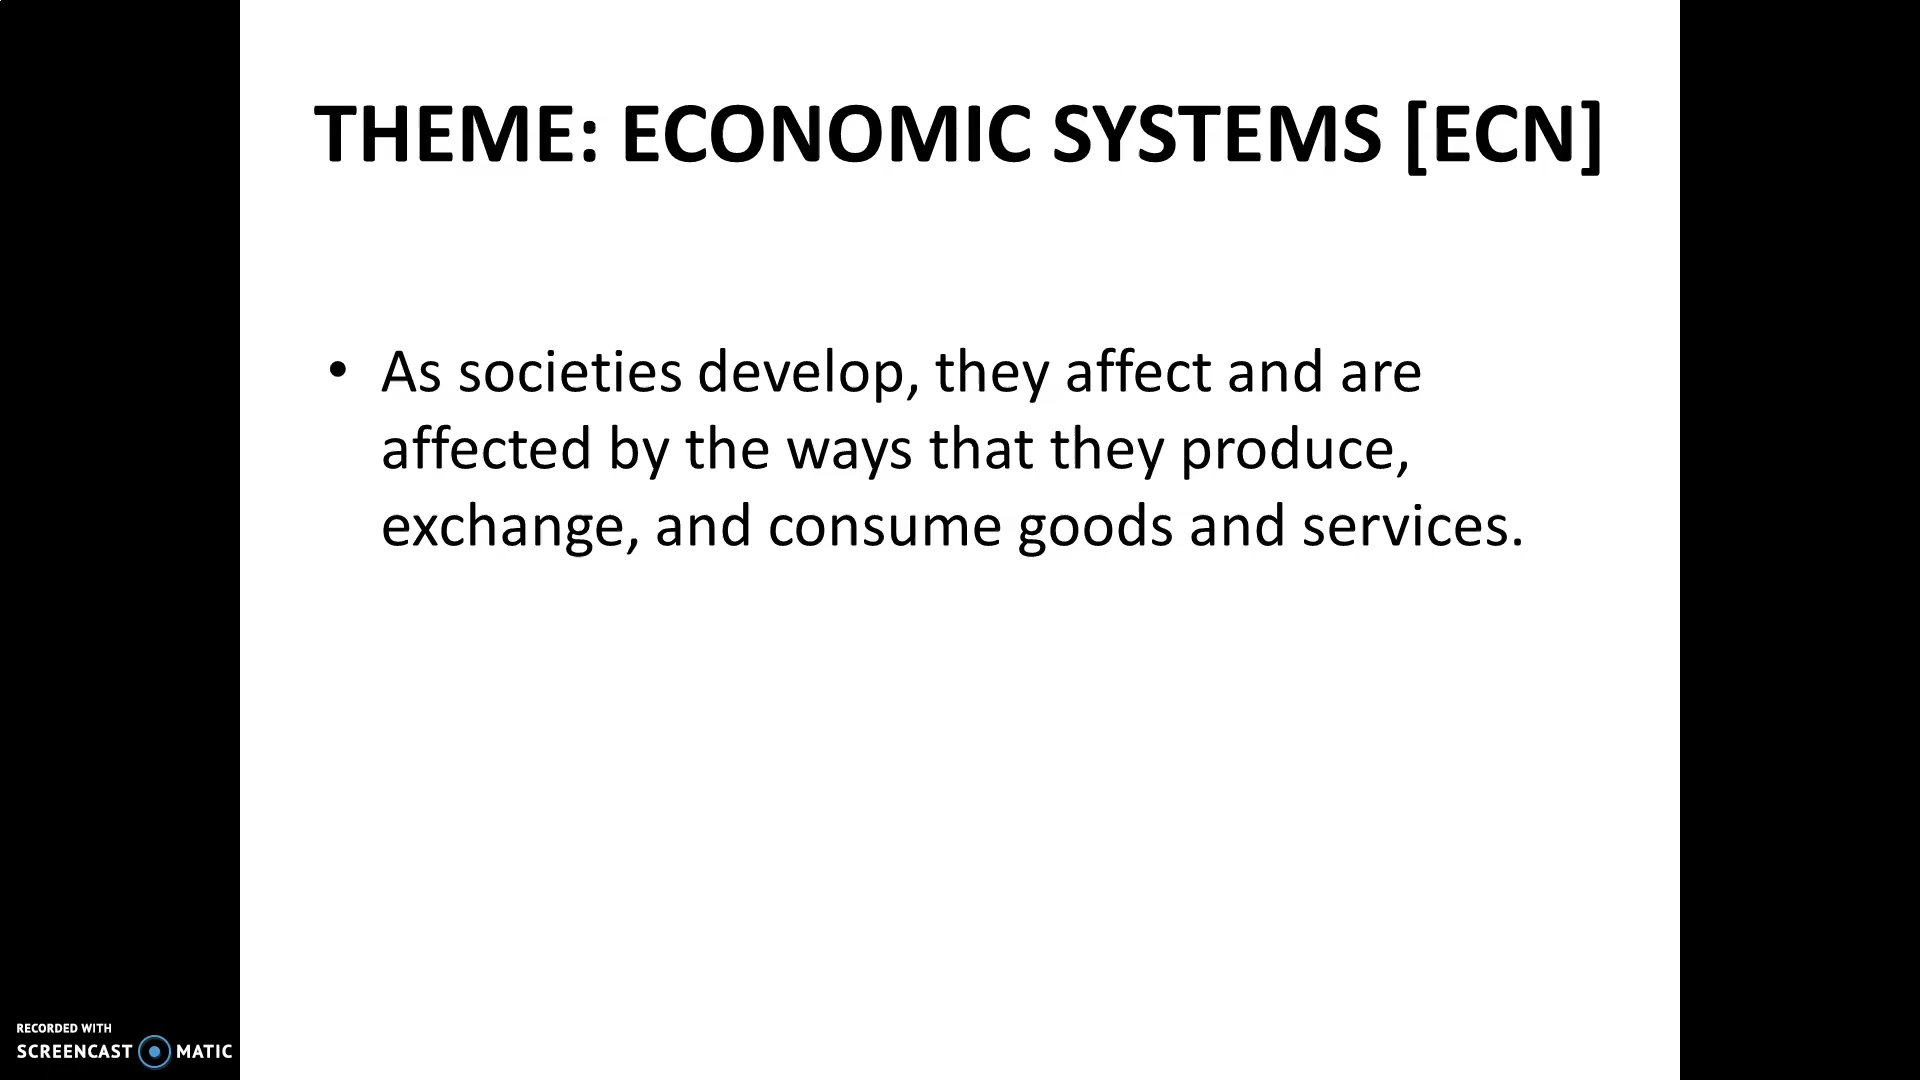 THEME: ECONOMIC SYSTEMS [ECN]
• As societies develop, they affect and are
affected by the ways that they produce,
exchange, and consume goods and services.
RECORDED WITH
SCREENCAST MATIC